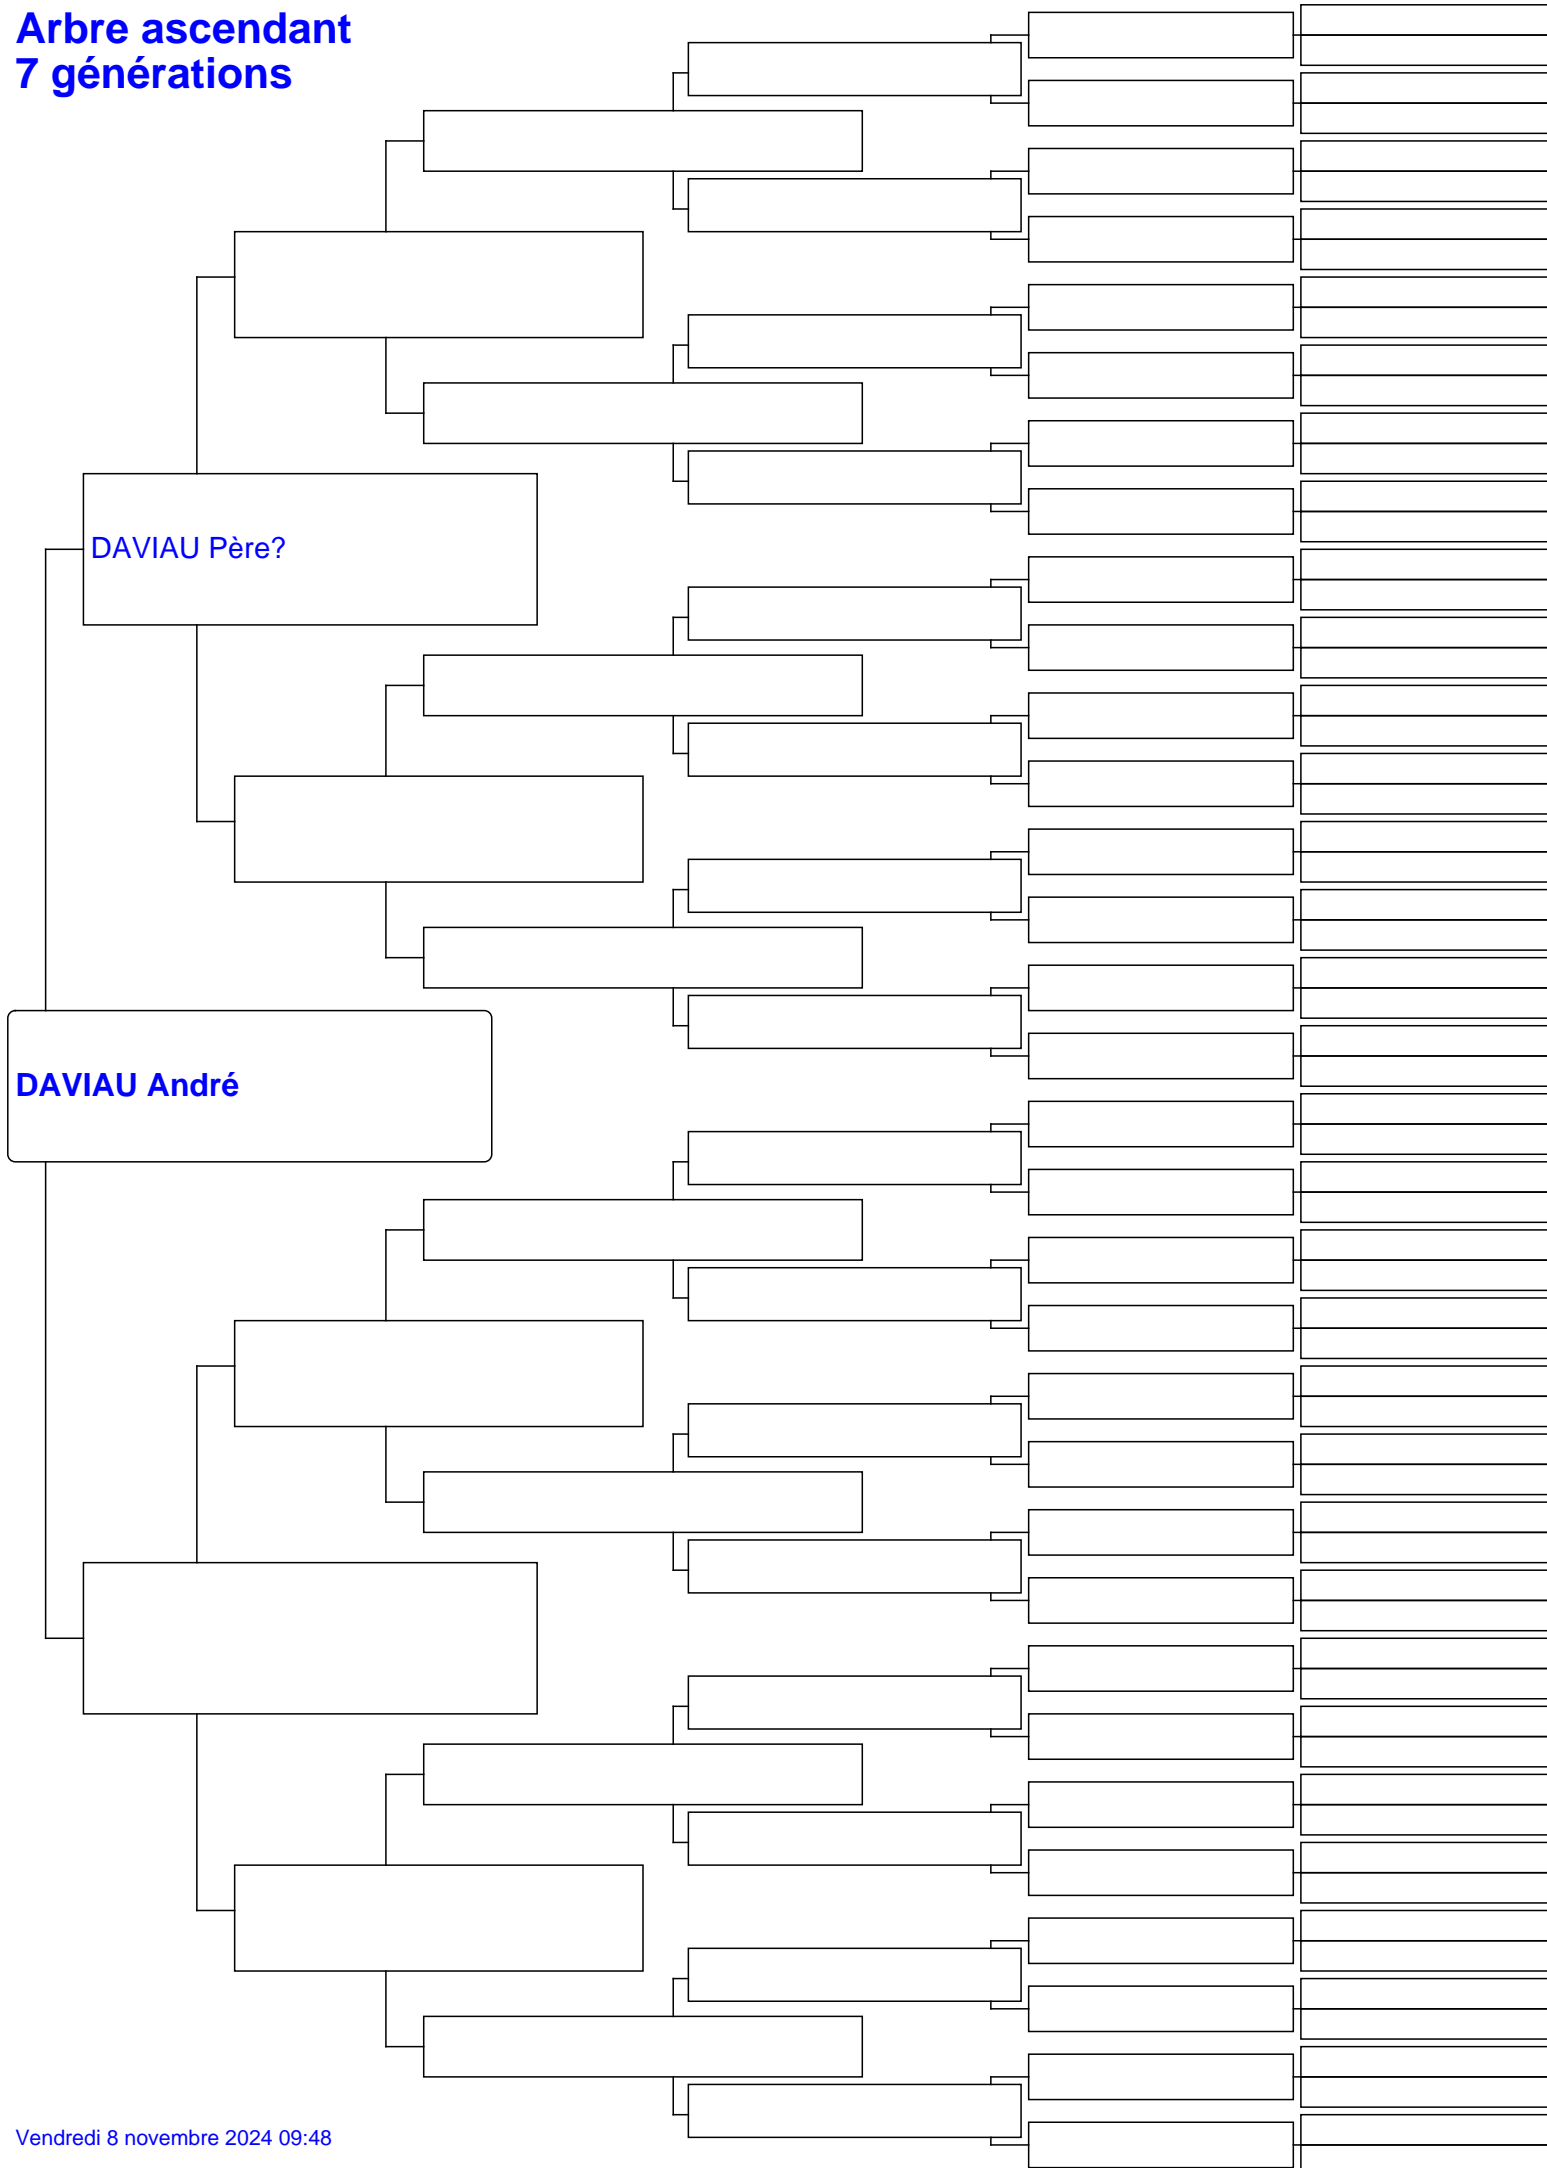 Arbre ascendant
7 générations
DAVIAU Père?
DAVIAU André
Vendredi 8 novembre 2024 09:48